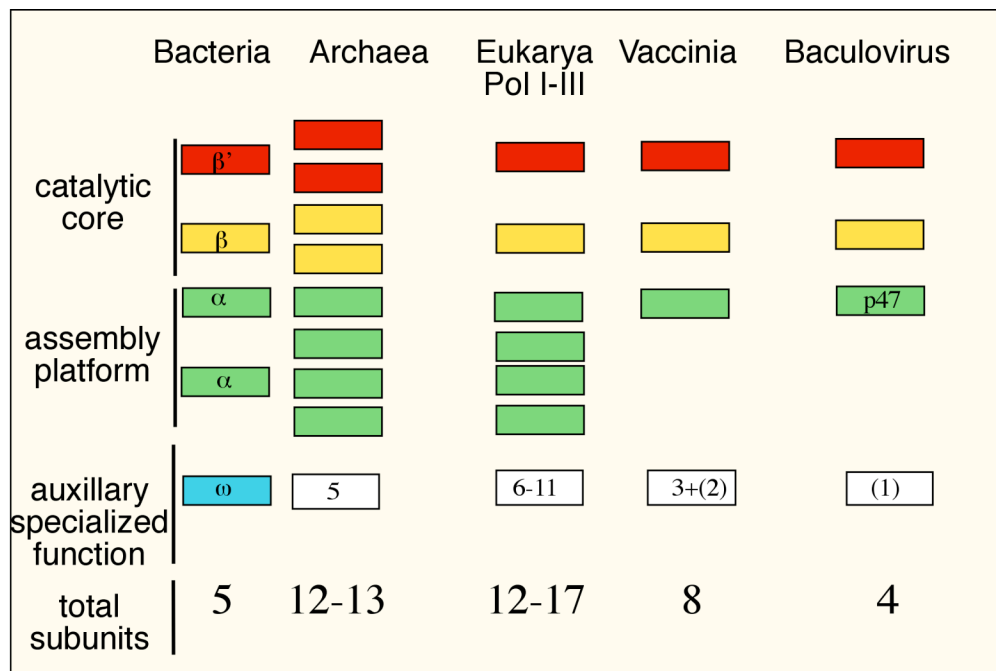 Bacteria Archaea Eukarya Vaccinia Baculovirus
Pol I-III
catalytic
core
β’
β
assembly
platform
α p47
α
auxillary
specialized
function
ω 5 6-11 3+(2) (1)
total
subunits
5 12-13 12-17 8 4